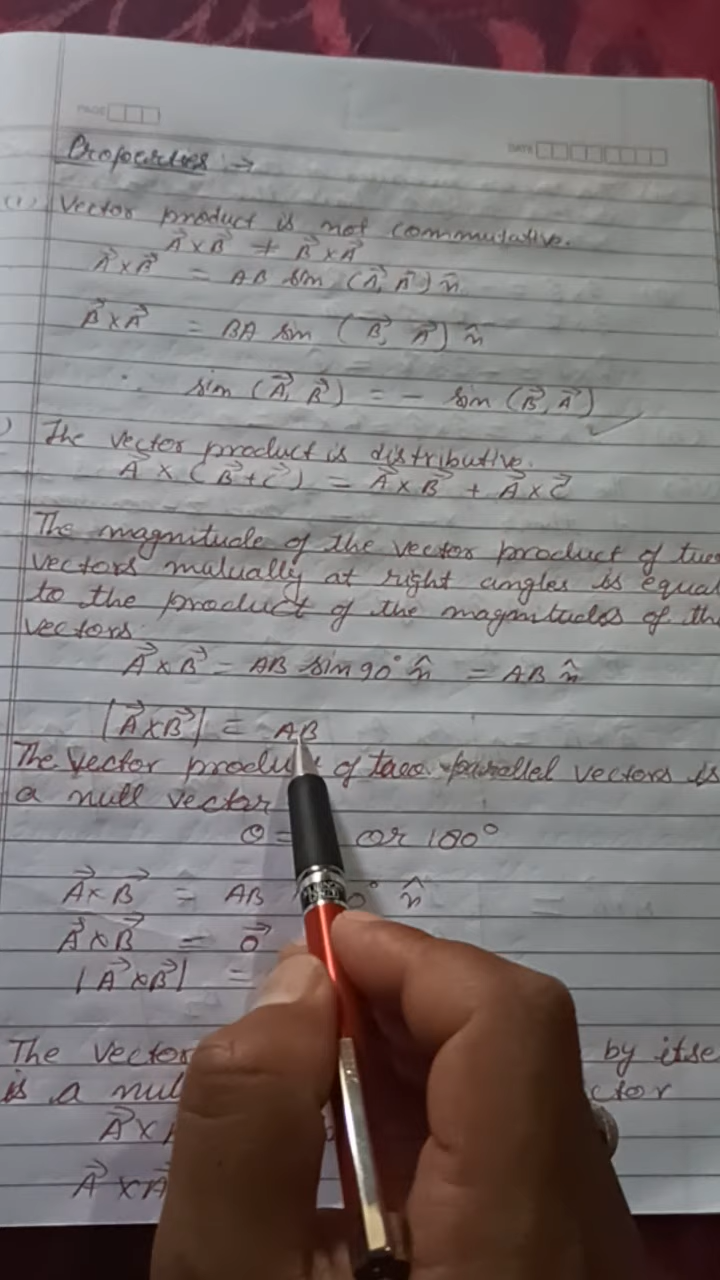 PAGE
DATE
Properties →
(1) Vector product is not commutative.
A⃗ × B⃗ ≠ B⃗ × A⃗
A⃗ × B⃗ = AB sin (A⃗, B⃗) n̂
B⃗ × A⃗ = BA sin (B⃗, A⃗) n̂
∴ sin (A⃗, B⃗) = − sin (B⃗, A⃗)
) The vector product is distributive.
A⃗ × (B⃗ + C⃗) = A⃗ × B⃗ + A⃗ × C⃗
The magnitude of the vector product of two
vectors mutually at right angles is equal
to the product of the magnitudes of the
vectors.
A⃗ × B⃗ = AB sin 90° n̂ = AB n̂
|A⃗ × B⃗| = AB
The vector product of two parallel vectors is
a null vector
θ = or 180°
A⃗ × B⃗ = AB 0° n̂
A⃗ × B⃗ = 0⃗
|A⃗ × B⃗| =
The vector by itse
is a nul ctor
A⃗ ×
A⃗ × A⃗